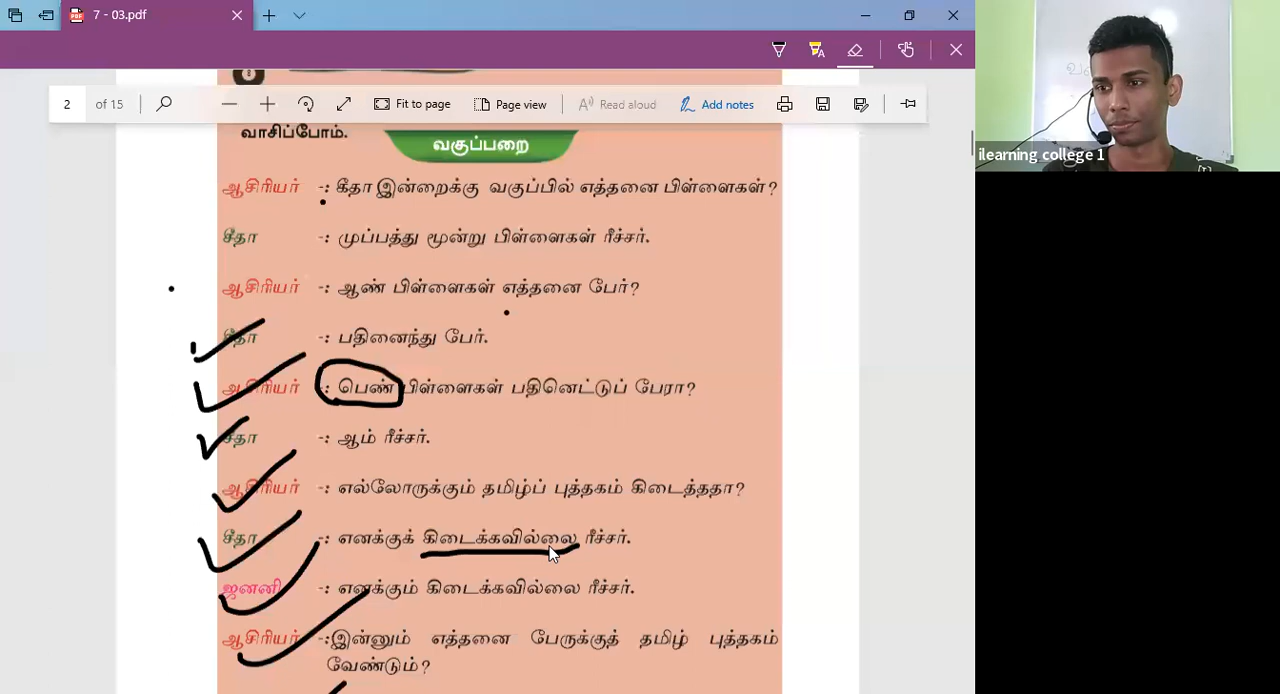 7 - 03.pdf
2 of 15 Fit to page Page view Read aloud Add notes
ilearning college 1
வாசிப்போம்.
வகுப்பறை
ஆசிரியர் -: கீதா இன்றைக்கு வகுப்பில் எத்தனை பிள்ளைகள்?
சீதா -: முப்பத்து மூன்று பிள்ளைகள் ரீச்சர்.
ஆசிரியர் -: ஆண் பிள்ளைகள் எத்தனை பேர்?
சீதா -: பதினைந்து பேர்.
ஆசிரியர் -: பெண் பிள்ளைகள் பதினெட்டுப் பேரா?
சீதா -: ஆம் ரீச்சர்.
ஆசிரியர் -: எல்லோருக்கும் தமிழ்ப் புத்தகம் கிடைத்ததா?
சீதா -: எனக்குக் கிடைக்கவில்லை ரீச்சர்.
ஜனனி -: எனக்கும் கிடைக்கவில்லை ரீச்சர்.
ஆசிரியர் -:இன்னும் எத்தனை பேருக்குத் தமிழ் புத்தகம்
வேண்டும்?